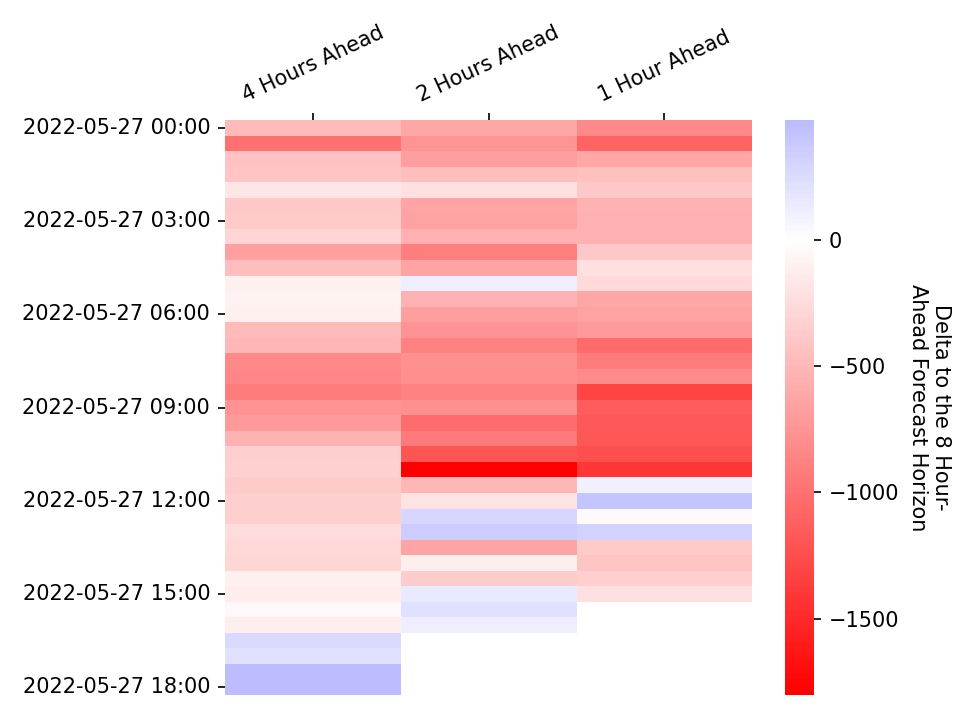 4 Hours Ahead
2 Hours Ahead
1 Hour Ahead
2022-05-27 00:00
2022-05-27 03:00
2022-05-27 06:00
2022-05-27 09:00
2022-05-27 12:00
2022-05-27 15:00
2022-05-27 18:00
0
−500
−1000
−1500
Delta to the 8 Hour-
Ahead Forecast Horizon